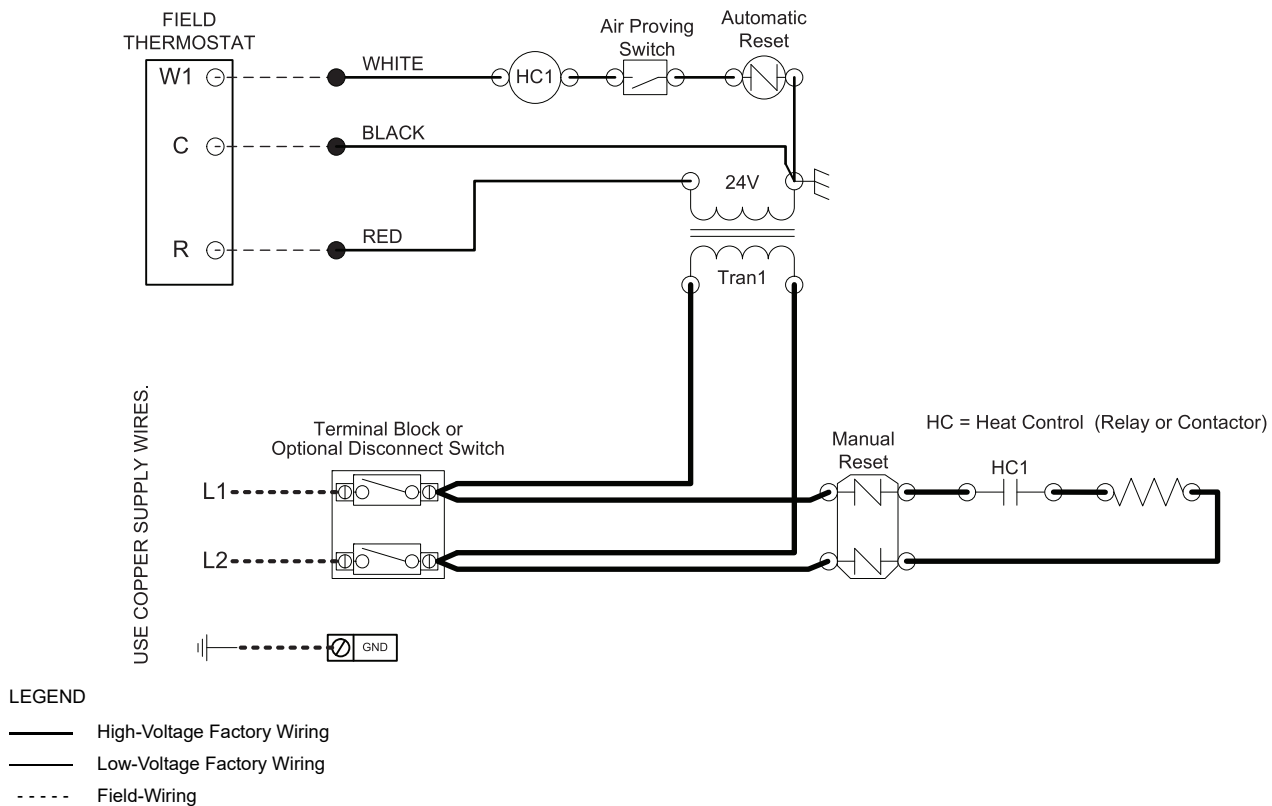 FIELD
THERMOSTAT
Air Proving
Switch
Automatic
Reset
W1
WHITE
HC1
C
BLACK
24V
R
RED
Tran1
USE COPPER SUPPLY WIRES.
Terminal Block or
Optional Disconnect Switch
HC = Heat Control (Relay or Contactor)
Manual
Reset
HC1
L1
L2
GND
LEGEND
High-Voltage Factory Wiring
Low-Voltage Factory Wiring
Field-Wiring